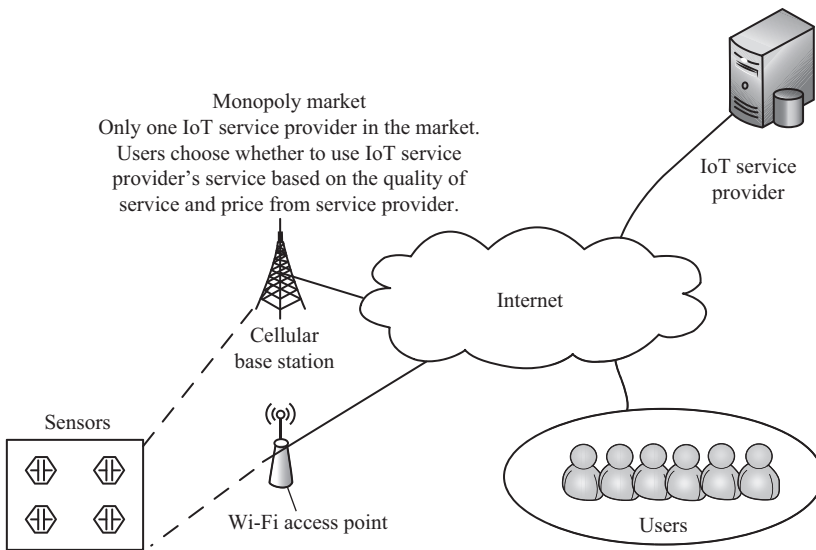 Monopoly market
Only one IoT service provider in the market.
Users choose whether to use IoT service
provider's service based on the quality of
service and price from service provider.
IoT service
provider
Internet
Cellular
base station
Sensors
Wi-Fi access point
Users